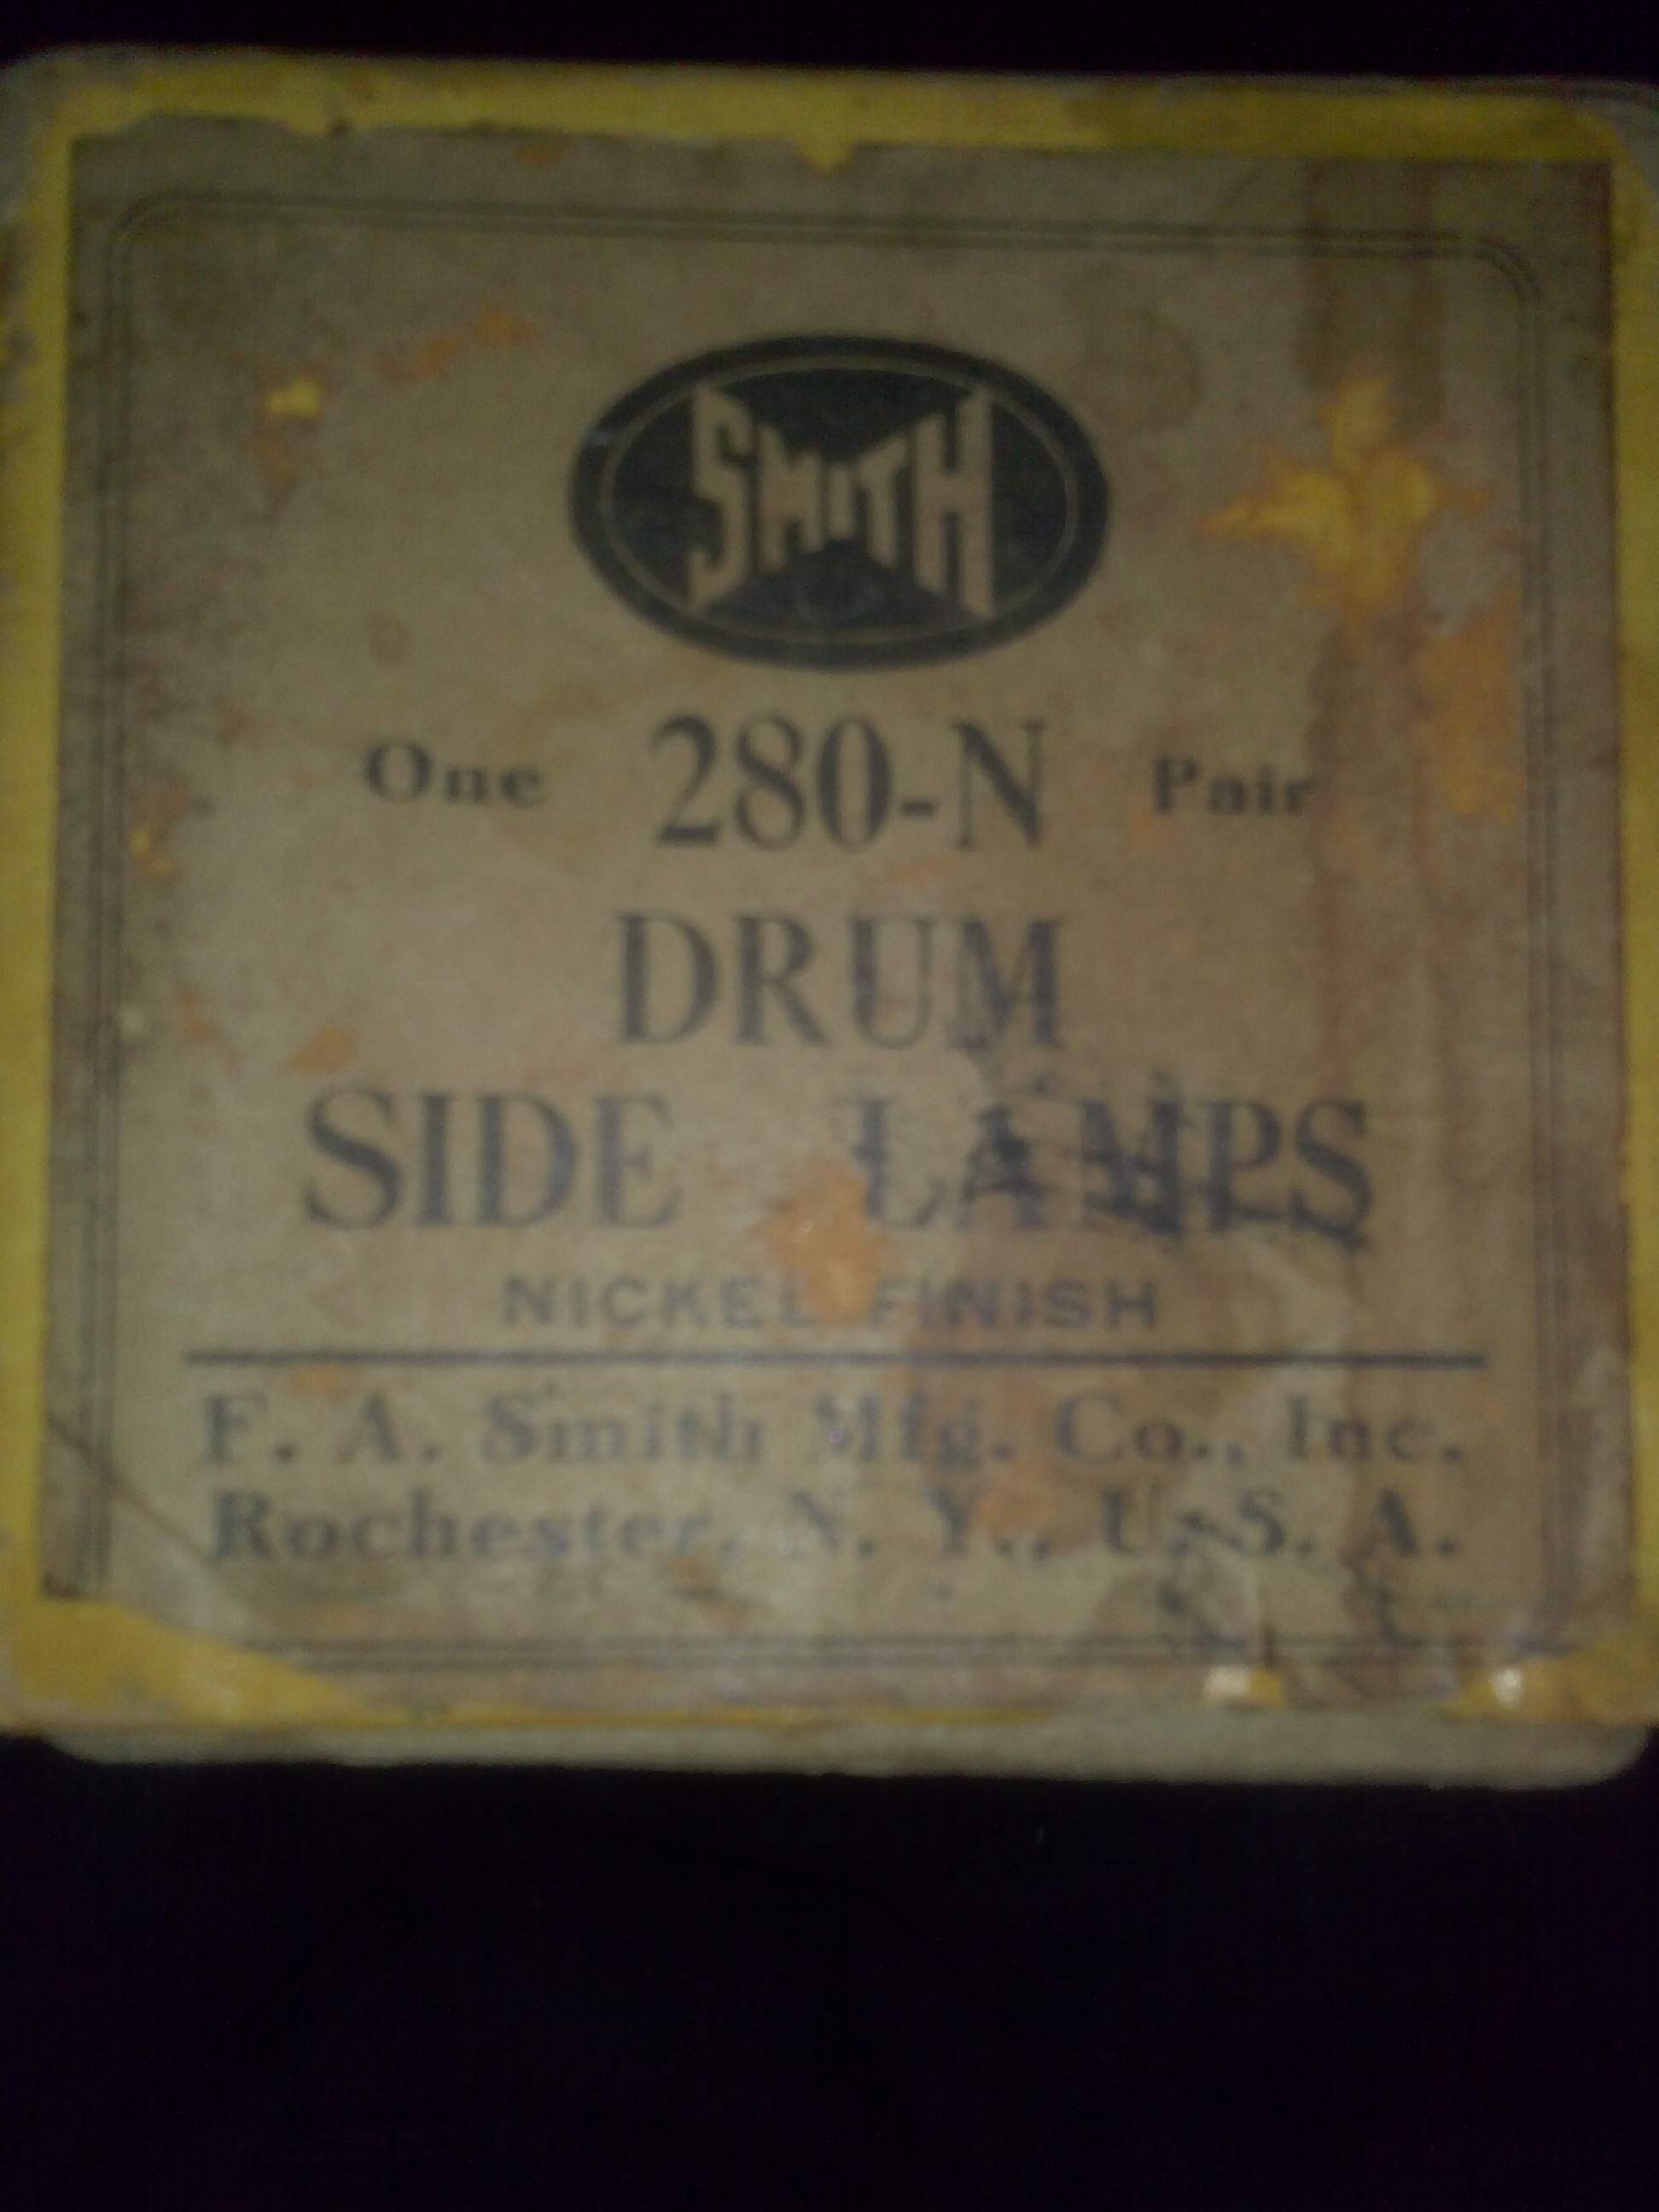 SMITH
One 280-N Pair
DRUM
SIDE LAMPS
NICKEL FINISH
F. A. Smith Mfg. Co., Inc.
Rochester, N. Y., U. S. A.